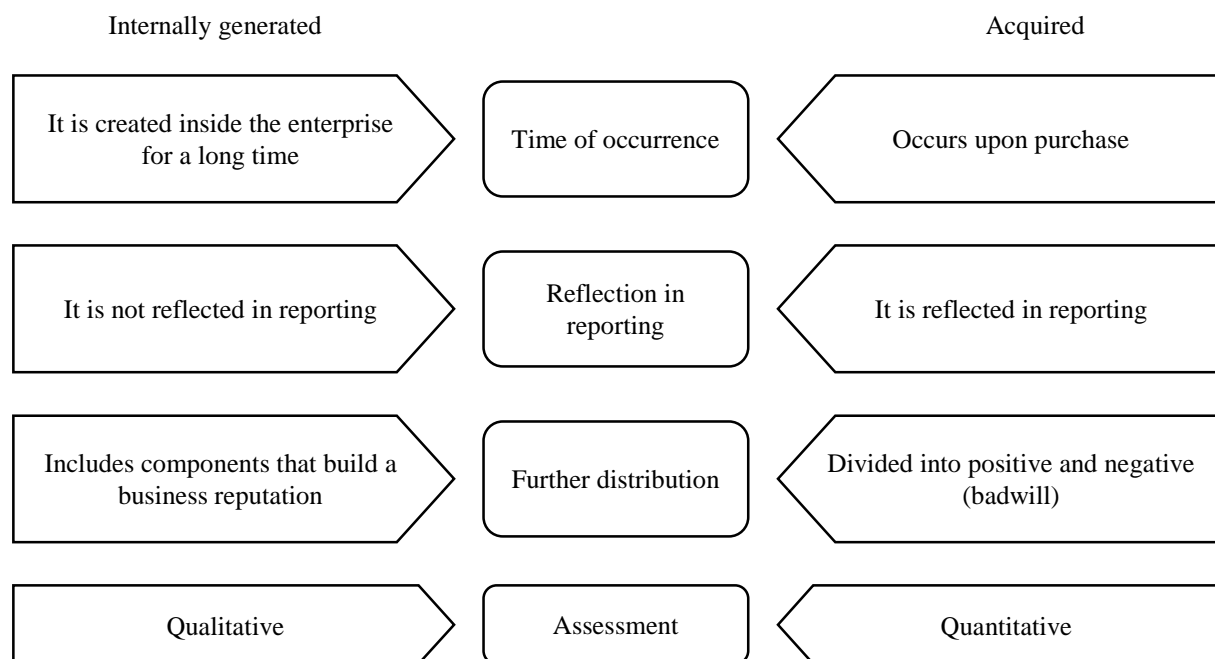 Internally generated
Acquired
It is created inside the enterprise
for a long time
Time of occurrence
Occurs upon purchase
It is not reflected in reporting
Reflection in
reporting
It is reflected in reporting
Includes components that build a
business reputation
Further distribution
Divided into positive and negative
(badwill)
Qualitative
Assessment
Quantitative